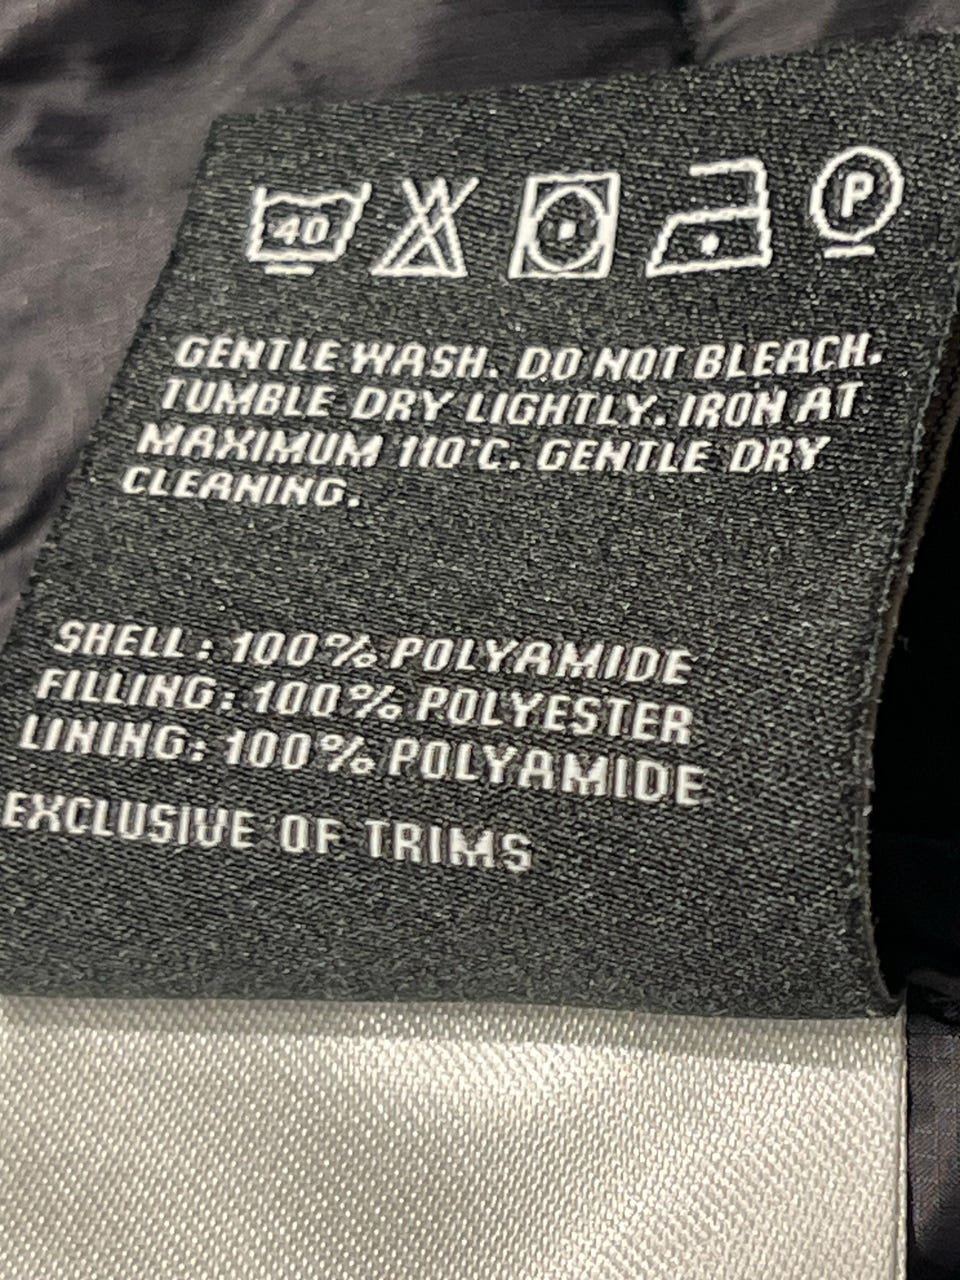 40 P
GENTLE WASH. DO NOT BLEACH.
TUMBLE DRY LIGHTLY. IRON AT
MAXIMUM 110°C. GENTLE DRY
CLEANING.
SHELL: 100% POLYAMIDE
FILLING: 100% POLYESTER
LINING: 100% POLYAMIDE
EXCLUSIVE OF TRIMS